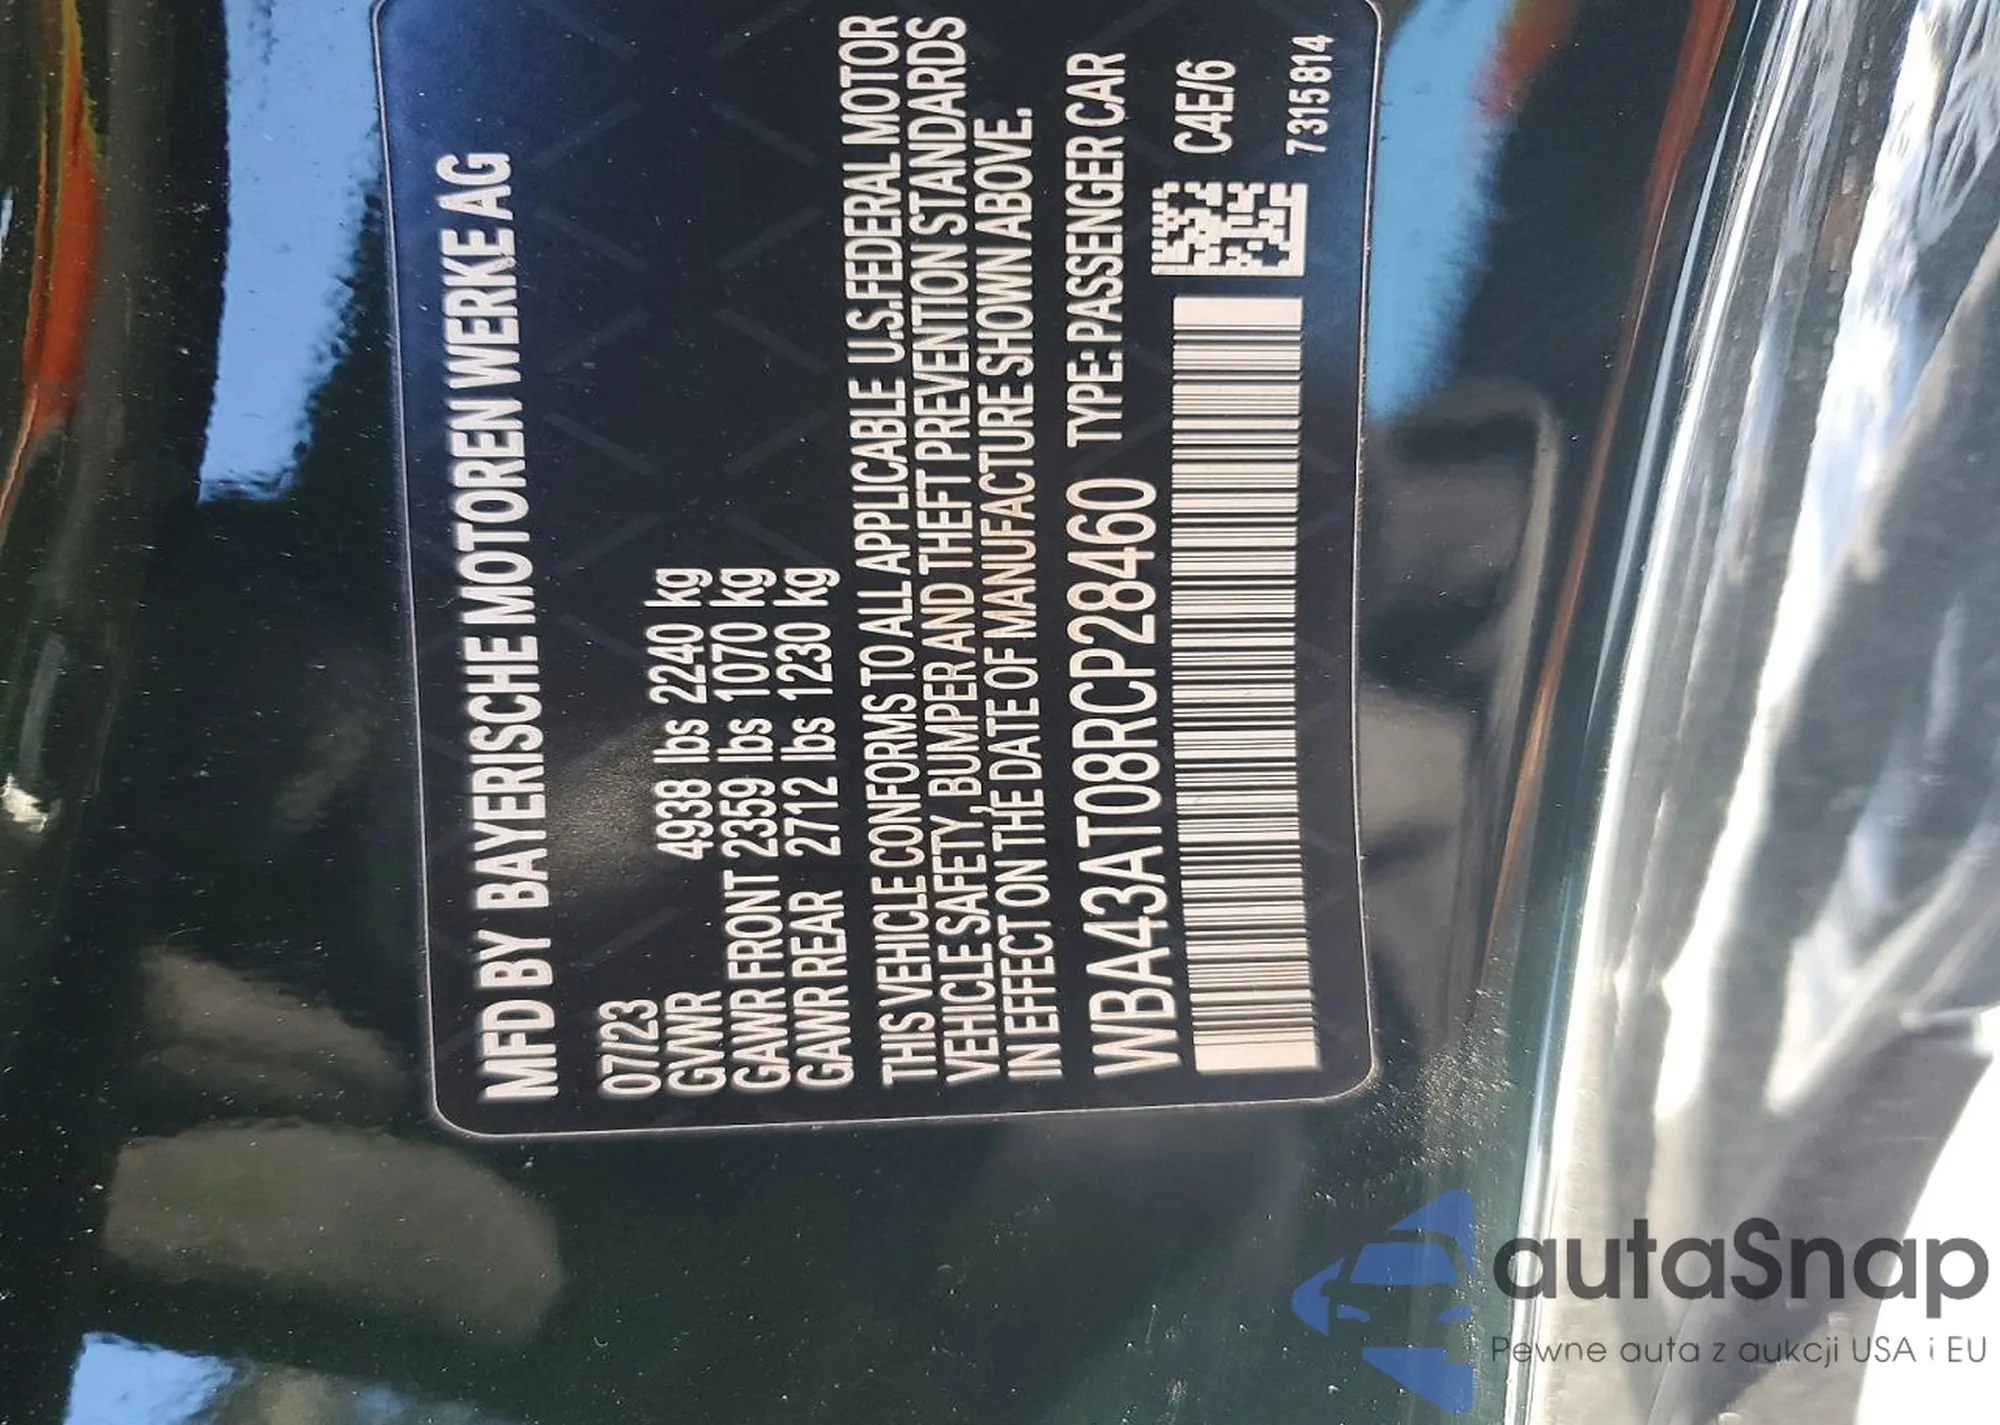 MFD BY BAYERISCHE MOTOREN WERKE AG
07/23
GVWR 4938 lbs 2240 kg
GAWR FRONT 2359 lbs 1070 kg
GAWR REAR 2712 lbs 1230 kg
THIS VEHICLE CONFORMS TO ALL APPLICABLE U.S.FEDERAL MOTOR
VEHICLE SAFETY, BUMPER AND THEFT PREVENTION STANDARDS
IN EFFECT ON THE DATE OF MANUFACTURE SHOWN ABOVE.
WBA43AT08RCP28460 TYPE: PASSENGER CAR
C4E/6
7315814
autaSnap
Pewne auta z aukcji USA i EU